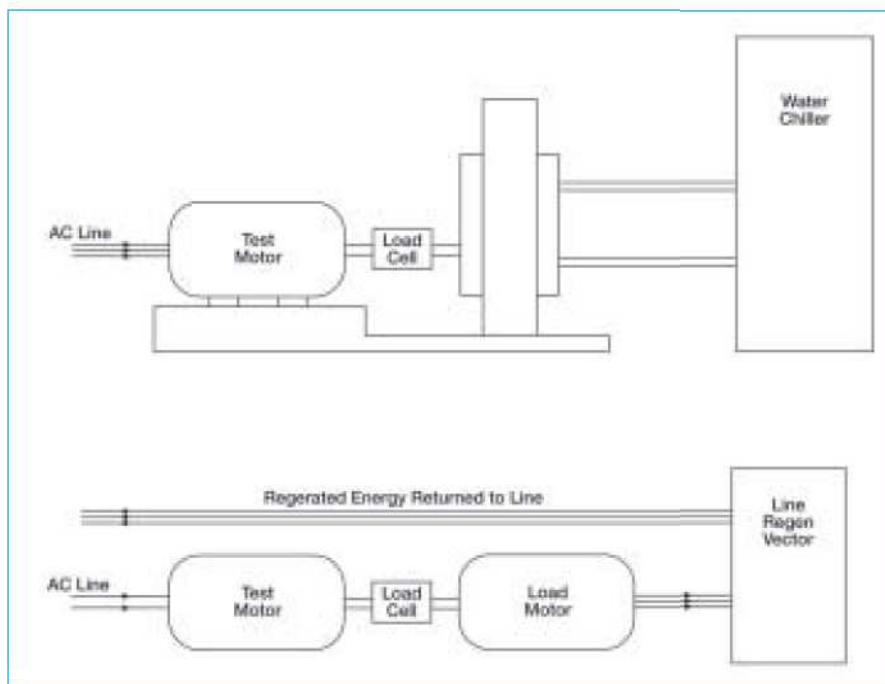 Water
Chiller
AC Line
Test
Motor
Load
Cell
Regerated Energy Returned to Line
Line
Regen
Vector
AC Line
Test
Motor
Load
Cell
Load
Motor